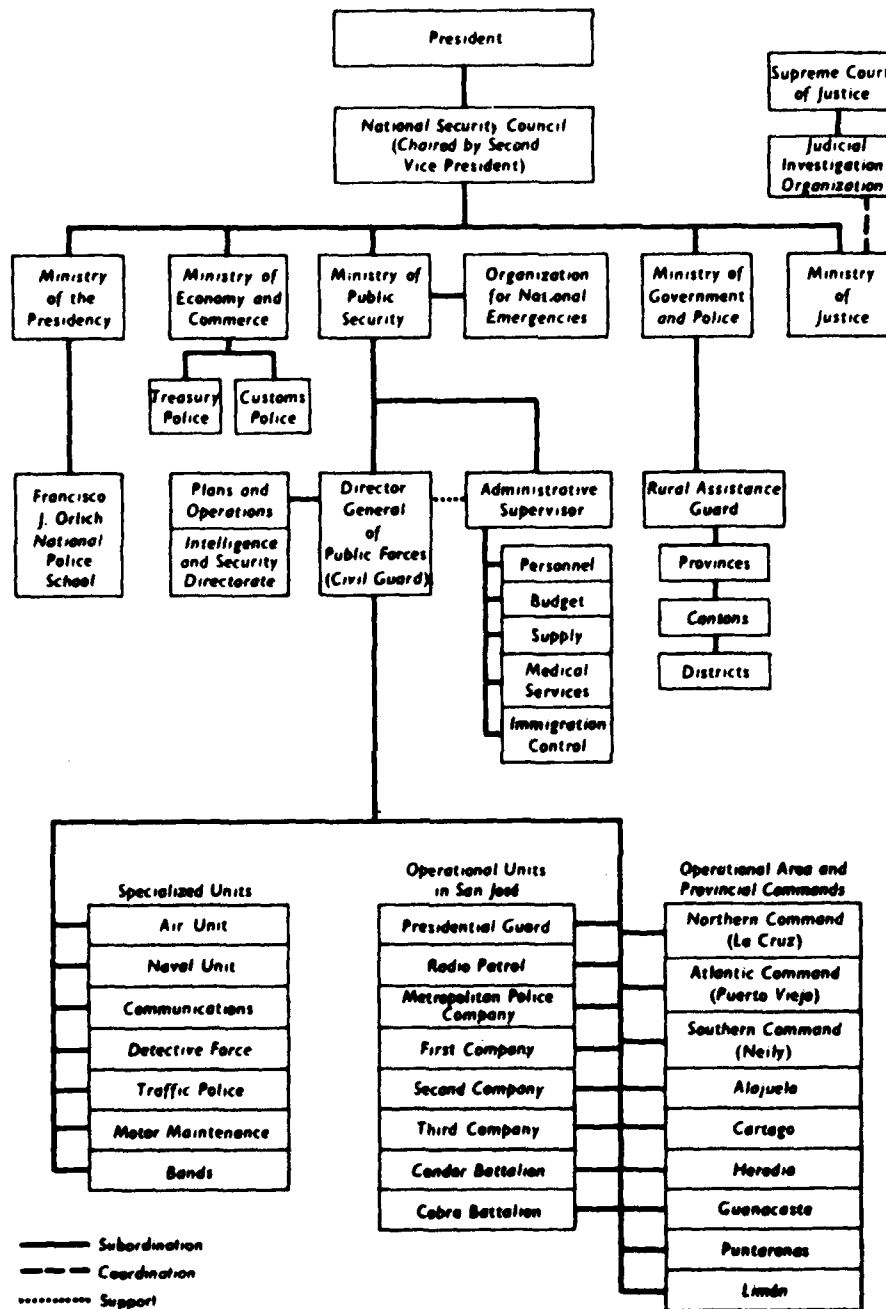 President
National Security Council
(Chaired by Second
Vice President)
Supreme Court
of Justice
Judicial
Investigation
Organization
Ministry
of the
Presidency
Ministry of
Economy and
Commerce
Ministry of
Public
Security
Organization
for National
Emergencies
Ministry of
Government
and Police
Ministry
of
Justice
Treasury
Police
Customs
Police
Francisco
J. Orlich
National
Police
School
Plans and
Operations
Intelligence
and Security
Directorate
Director
General
of
Public Forces
(Civil Guard)
Administrative
Supervisor
Personnel
Budget
Supply
Medical
Services
Immigration
Control
Rural Assistance
Guard
Provinces
Cantons
Districts
Specialized Units
Air Unit
Naval Unit
Communications
Detective Force
Traffic Police
Motor Maintenance
Bands
Operational Units
in San José
Presidential Guard
Radio Patrol
Metropolitan Police
Company
First Company
Second Company
Third Company
Condor Battalion
Cobra Battalion
Operational Area and
Provincial Commands
Northern Command
(La Cruz)
Atlantic Command
(Puerto Viejo)
Southern Command
(Neily)
Alajuela
Cartago
Heredia
Guanacaste
Puntarenas
Limón
Subordination
Coordination
Support